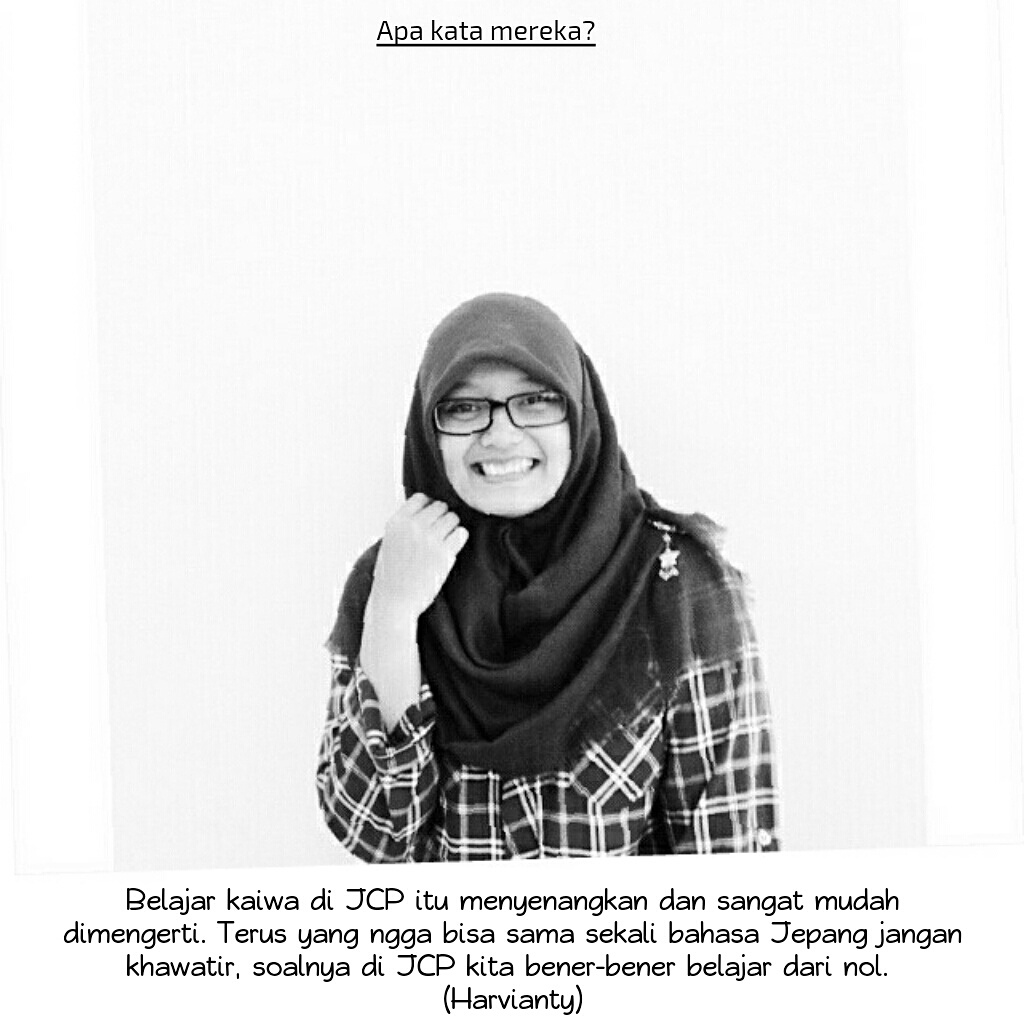 Apa kata mereka?
Belajar kaiwa di JCP itu menyenangkan dan sangat mudah
dimengerti. Terus yang ngga bisa sama sekali bahasa Jepang jangan
khawatir, soalnya di JCP kita bener-bener belajar dari nol.
(Harvianty)